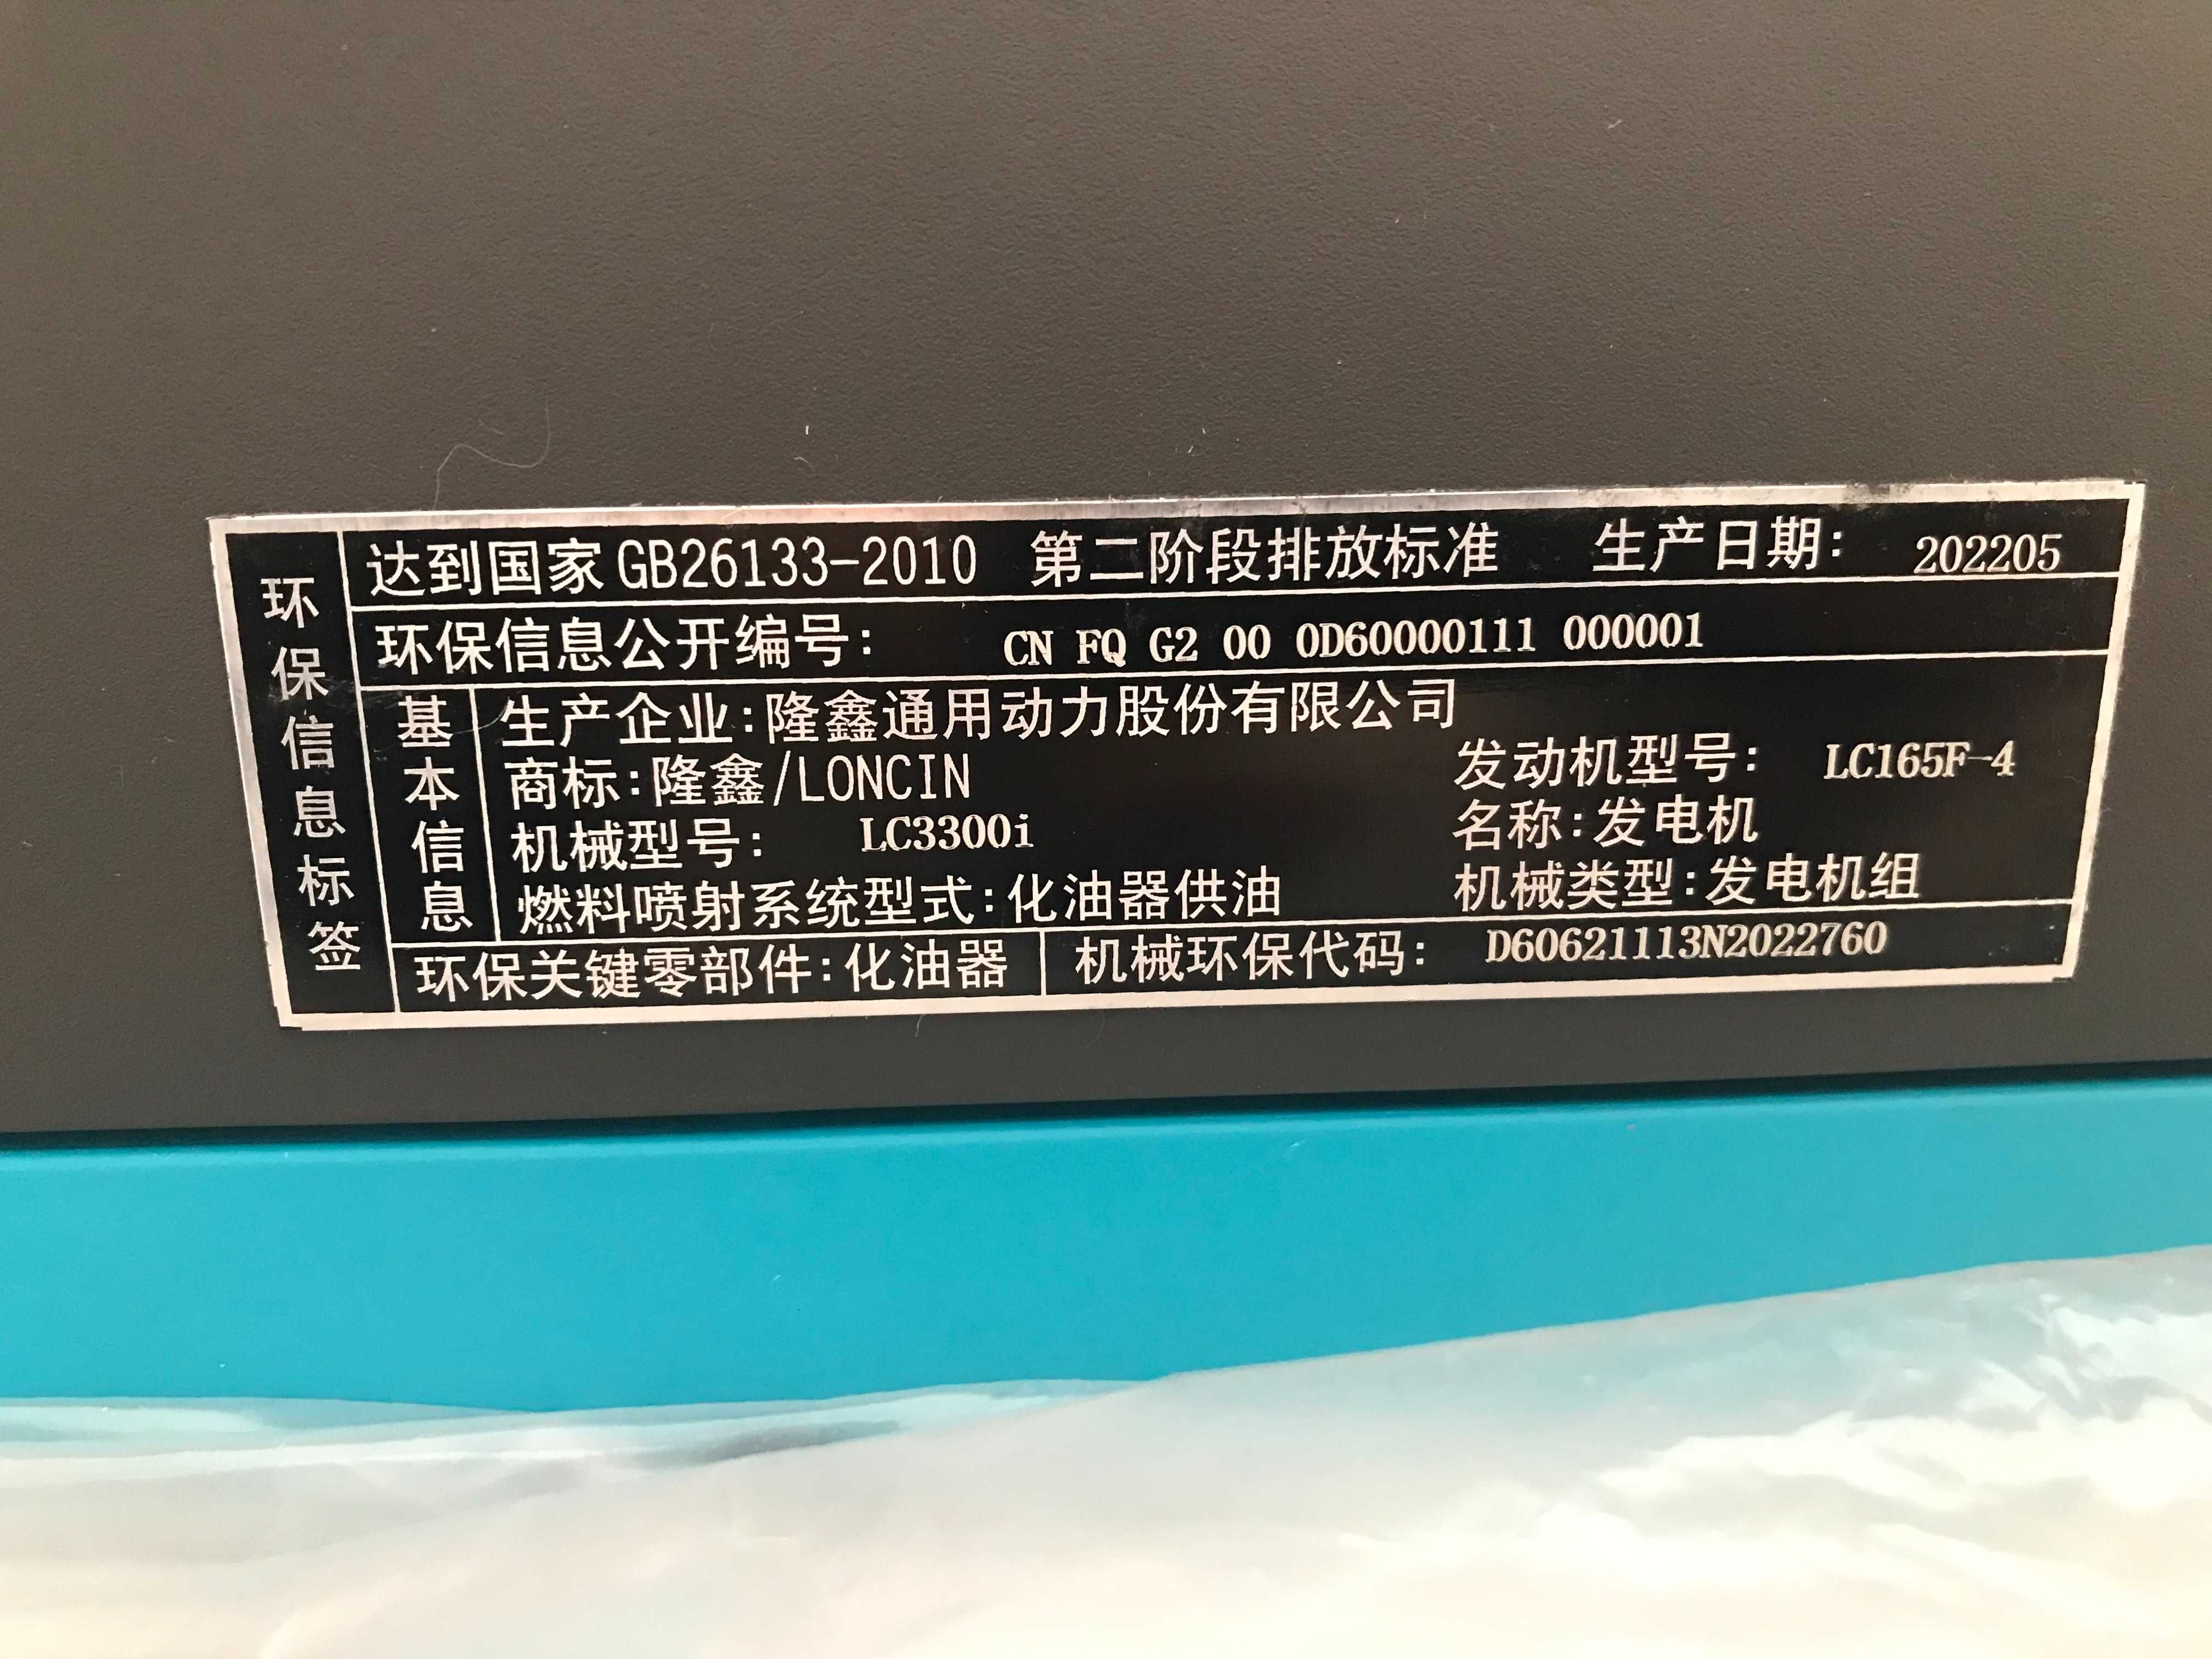 环保信息标签
达到国家GB26133-2010 第二阶段排放标准 生产日期: 202205
环保信息公开编号: CN FQ G2 00 0D60000111 000001
基本信息
生产企业:隆鑫通用动力股份有限公司
商标:隆鑫/LONCIN 发动机型号: LC165F-4
机械型号: LC3300i 名称:发电机
燃料喷射系统型式:化油器供油 机械类型:发电机组
环保关键零部件:化油器 机械环保代码: D60621113N2022760